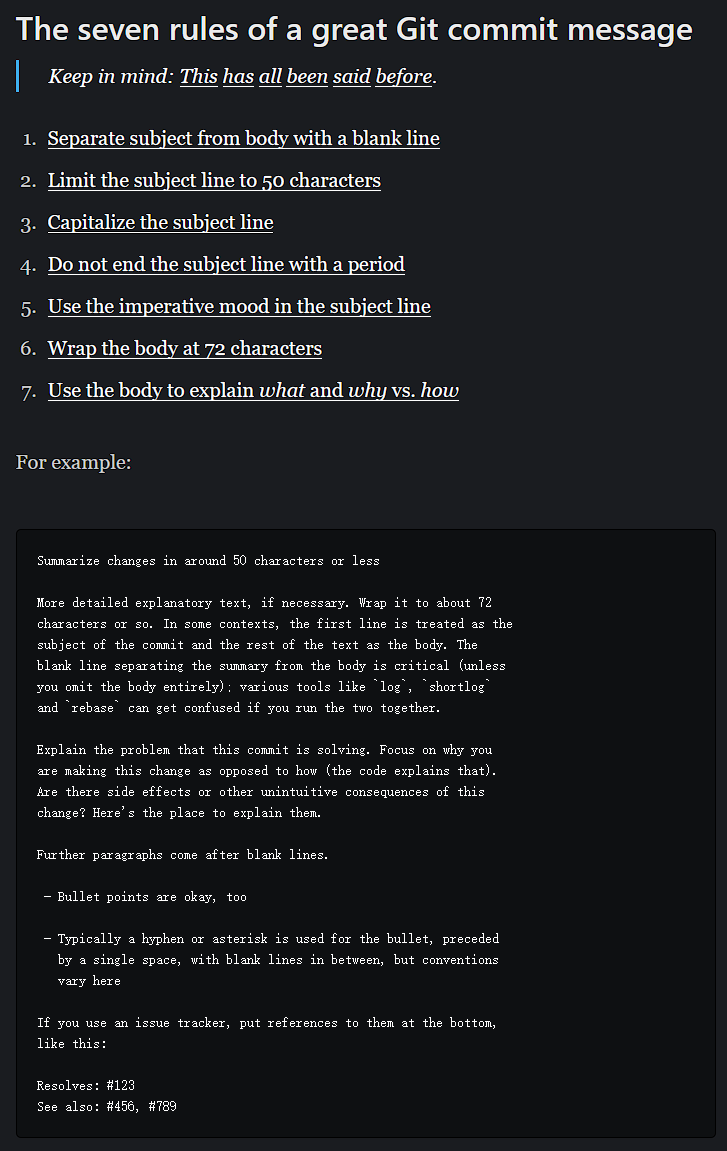 The seven rules of a great Git commit message
Keep in mind: This has all been said before.
1. Separate subject from body with a blank line
2. Limit the subject line to 50 characters
3. Capitalize the subject line
4. Do not end the subject line with a period
5. Use the imperative mood in the subject line
6. Wrap the body at 72 characters
7. Use the body to explain what and why vs. how
For example:
Summarize changes in around 50 characters or less
More detailed explanatory text, if necessary. Wrap it to about 72
characters or so. In some contexts, the first line is treated as the
subject of the commit and the rest of the text as the body. The
blank line separating the summary from the body is critical (unless
you omit the body entirely); various tools like `log`, `shortlog`
and `rebase` can get confused if you run the two together.
Explain the problem that this commit is solving. Focus on why you
are making this change as opposed to how (the code explains that).
Are there side effects or other unintuitive consequences of this
change? Here's the place to explain them.
Further paragraphs come after blank lines.
- Bullet points are okay, too
- Typically a hyphen or asterisk is used for the bullet, preceded
by a single space, with blank lines in between, but conventions
vary here
If you use an issue tracker, put references to them at the bottom,
like this:
Resolves: #123
See also: #456, #789